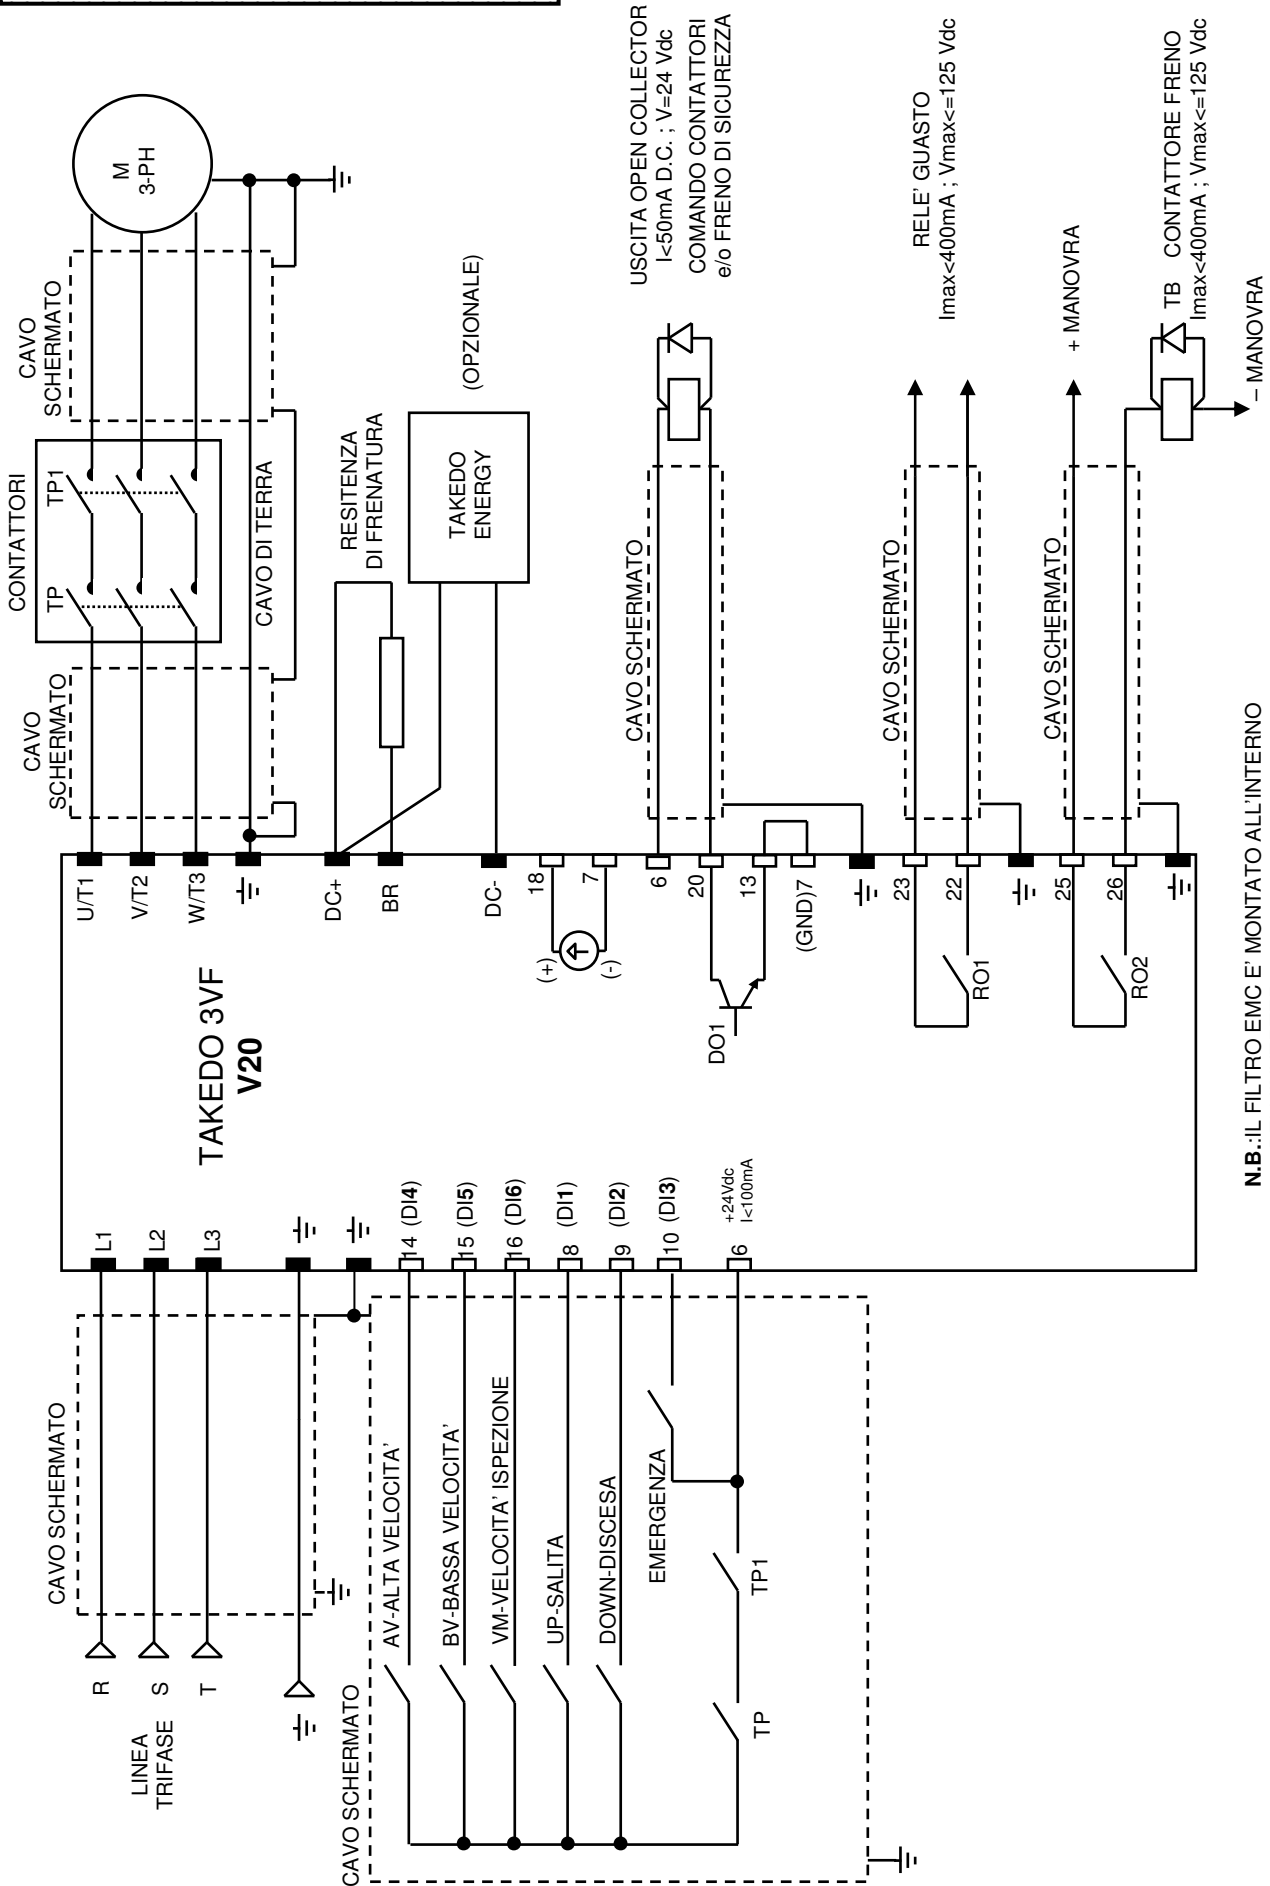 CAVO SCHERMATO
R
S
T
LINEA
TRIFASE
L1
L2
L3
TAKEDO 3VF
V20
U/T1
V/T2
W/T3
CAVO
SCHERMATO
CONTATTORI
TP
TP1
CAVO
SCHERMATO
CAVO DI TERRA
M
3-PH
DC+
BR
DC-
RESITENZA
DI FRENATURA
TAKEDO
ENERGY
(OPZIONALE)
CAVO SCHERMATO
AV-ALTA VELOCITA'
BV-BASSA VELOCITA'
VM-VELOCITA' ISPEZIONE
UP-SALITA
DOWN-DISCESA
EMERGENZA
TP
TP1
14 (DI4)
15 (DI5)
16 (DI6)
8 (DI1)
9 (DI2)
10 (DI3)
6
+24Vdc
I<100mA
18
7
(+)
(-)
6
20
13
(GND)7
DO1
CAVO SCHERMATO
USCITA OPEN COLLECTOR
I<50mA D.C. ; V=24 Vdc
COMANDO CONTATTORI
e/o FRENO DI SICUREZZA
23
22
RO1
CAVO SCHERMATO
RELE' GUASTO
Imax<400mA ; Vmax<=125 Vdc
25
26
RO2
CAVO SCHERMATO
+ MANOVRA
TB CONTATTORE FRENO
Imax<400mA ; Vmax<=125 Vdc
– MANOVRA
N.B.:IL FILTRO EMC E' MONTATO ALL'INTERNO